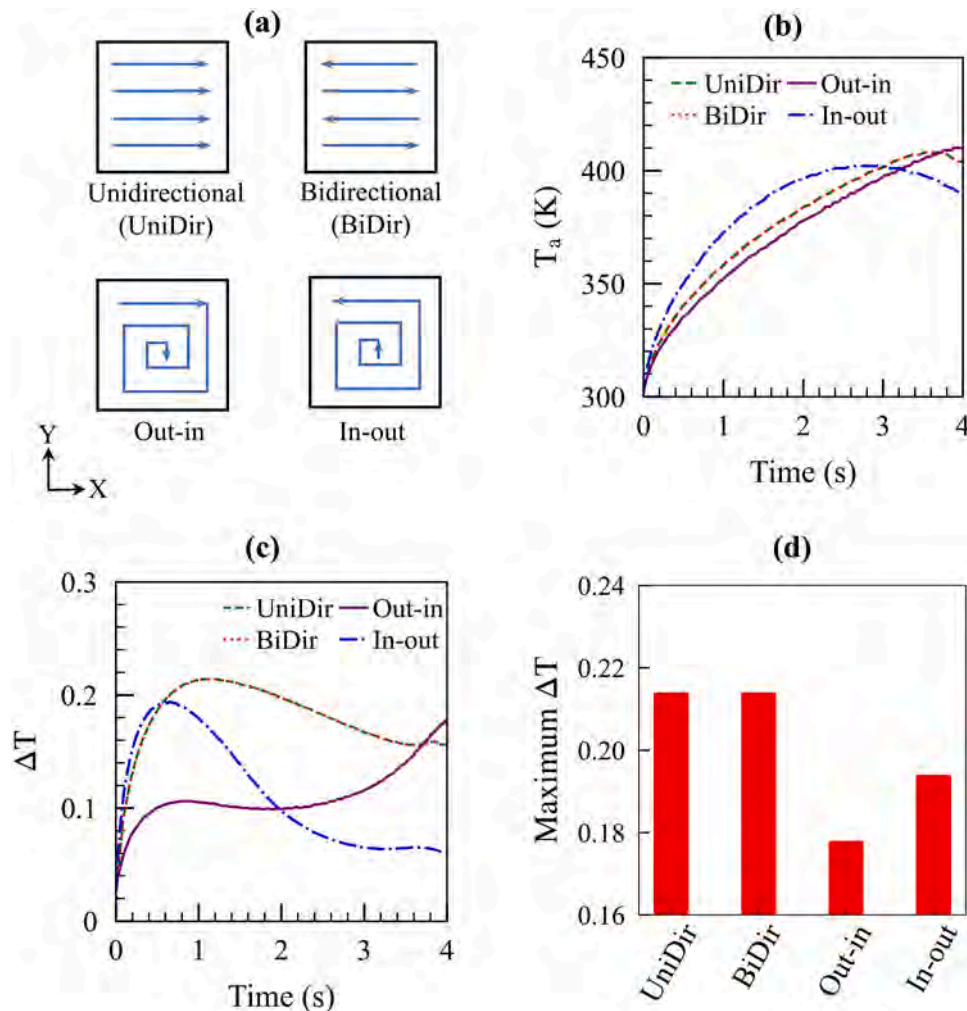 (a)
Unidirectional
(UniDir)
Bidirectional
(BiDir)
Out-in
In-out
Y
X
(b)
450
400
350
300
T_a (K)
UniDir
Out-in
BiDir
In-out
0
1
2
3
4
Time (s)
(c)
0.3
0.2
0.1
0
ΔT
UniDir
Out-in
BiDir
In-out
0
1
2
3
4
Time (s)
(d)
0.24
0.22
0.20
0.18
0.16
Maximum ΔT
UniDir
BiDir
Out-in
In-out